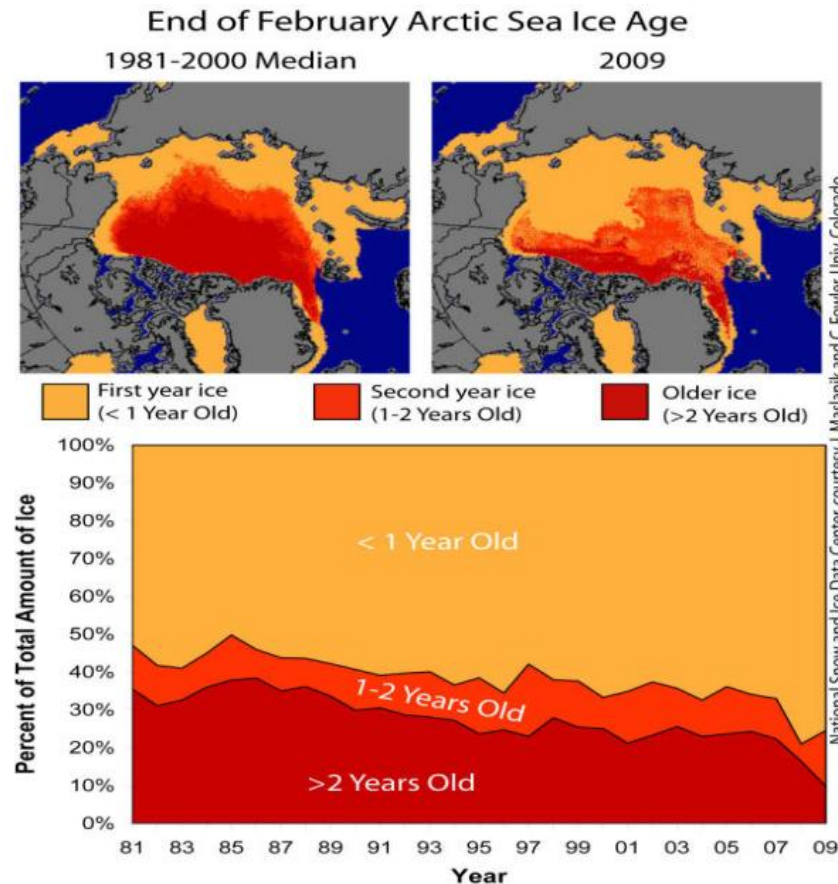 End of February Arctic Sea Ice Age
1981-2000 Median
2009
First year ice
(< 1 Year Old)
Second year ice
(1-2 Years Old)
Older ice
(>2 Years Old)
National Snow and Ice Data Center, courtesy J. Maslanik and C. Fowler, Univ. Colorado
Percent of Total Amount of Ice
100%
90%
80%
70%
60%
50%
40%
30%
20%
10%
0%
< 1 Year Old
1-2 Years Old
>2 Years Old
81 83 85 87 89 91 93 95 97 99 01 03 05 07 09
Year